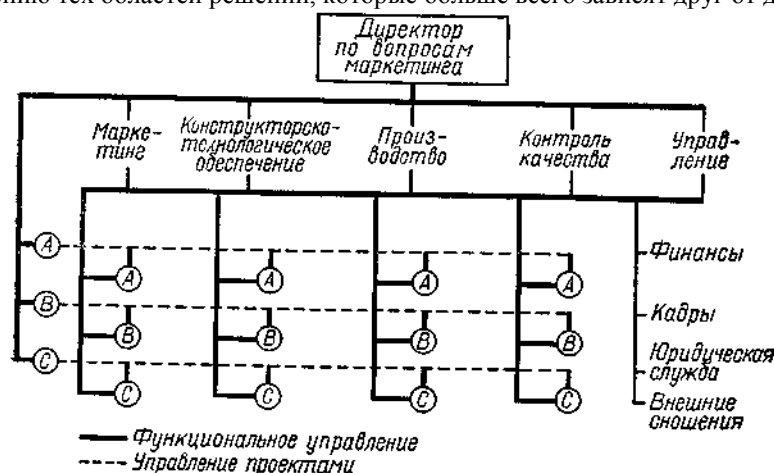 нию тех областей решений, которые больше всего зависят друг от д
Директор
по вопросам
маркетинга
Марке-
тинг
Конструкторско-
технологическое
обеспечение
Произ-
водство
Контроль
качества
Управ-
ление
A
A
A
A
A
Финансы
B
B
B
B
B
Кадры
C
C
C
C
C
Юридическая
служба
Внешние
сношения
Функциональное управление
Управление проектами